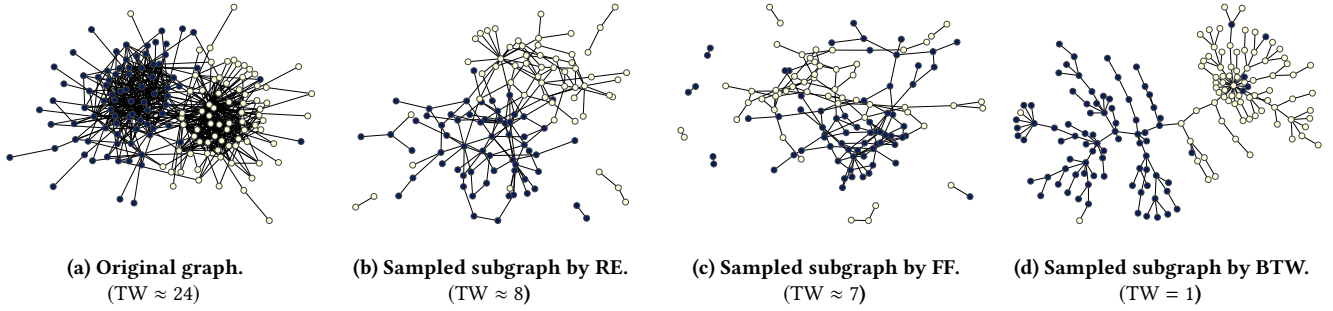 (a) Original graph.
(TW ≈ 24)
(b) Sampled subgraph by RE.
(TW ≈ 8)
(c) Sampled subgraph by FF.
(TW ≈ 7)
(d) Sampled subgraph by BTW.
(TW = 1)